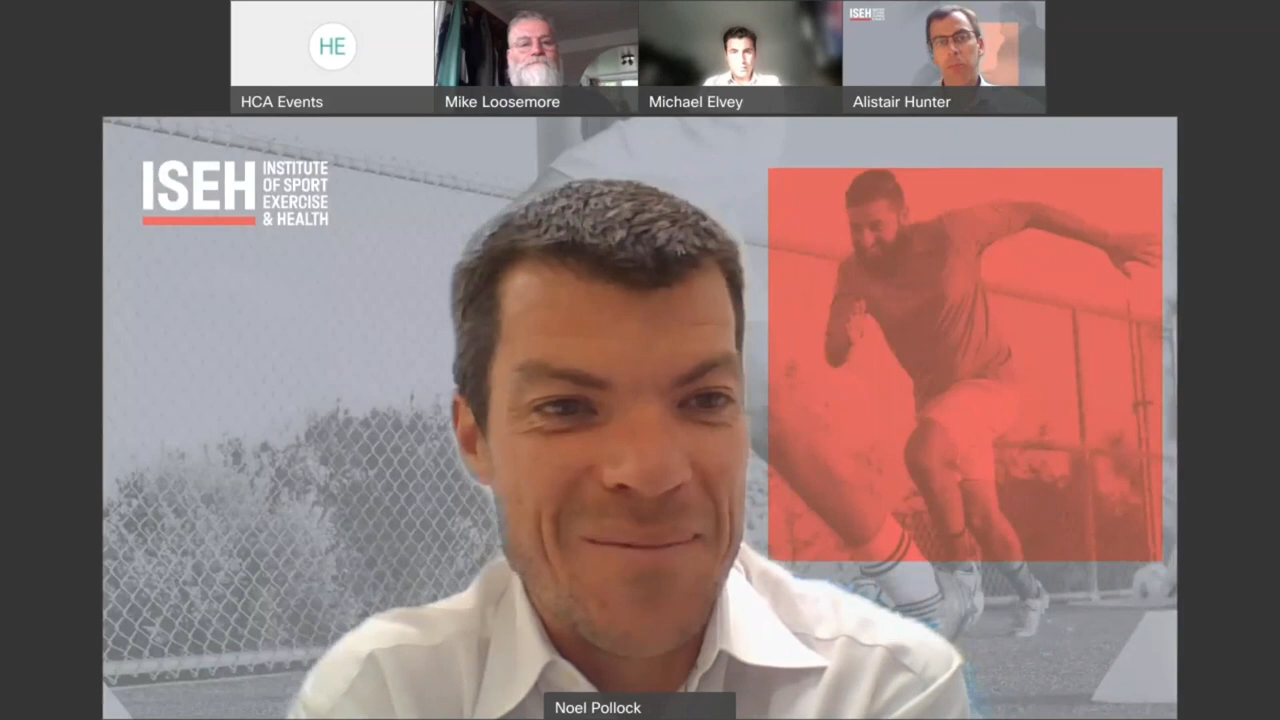 HE
HCA Events
Mike Loosemore
Michael Elvey
Alistair Hunter
ISEH
ISEH
INSTITUTE
OF SPORT
EXERCISE
& HEALTH
Noel Pollock